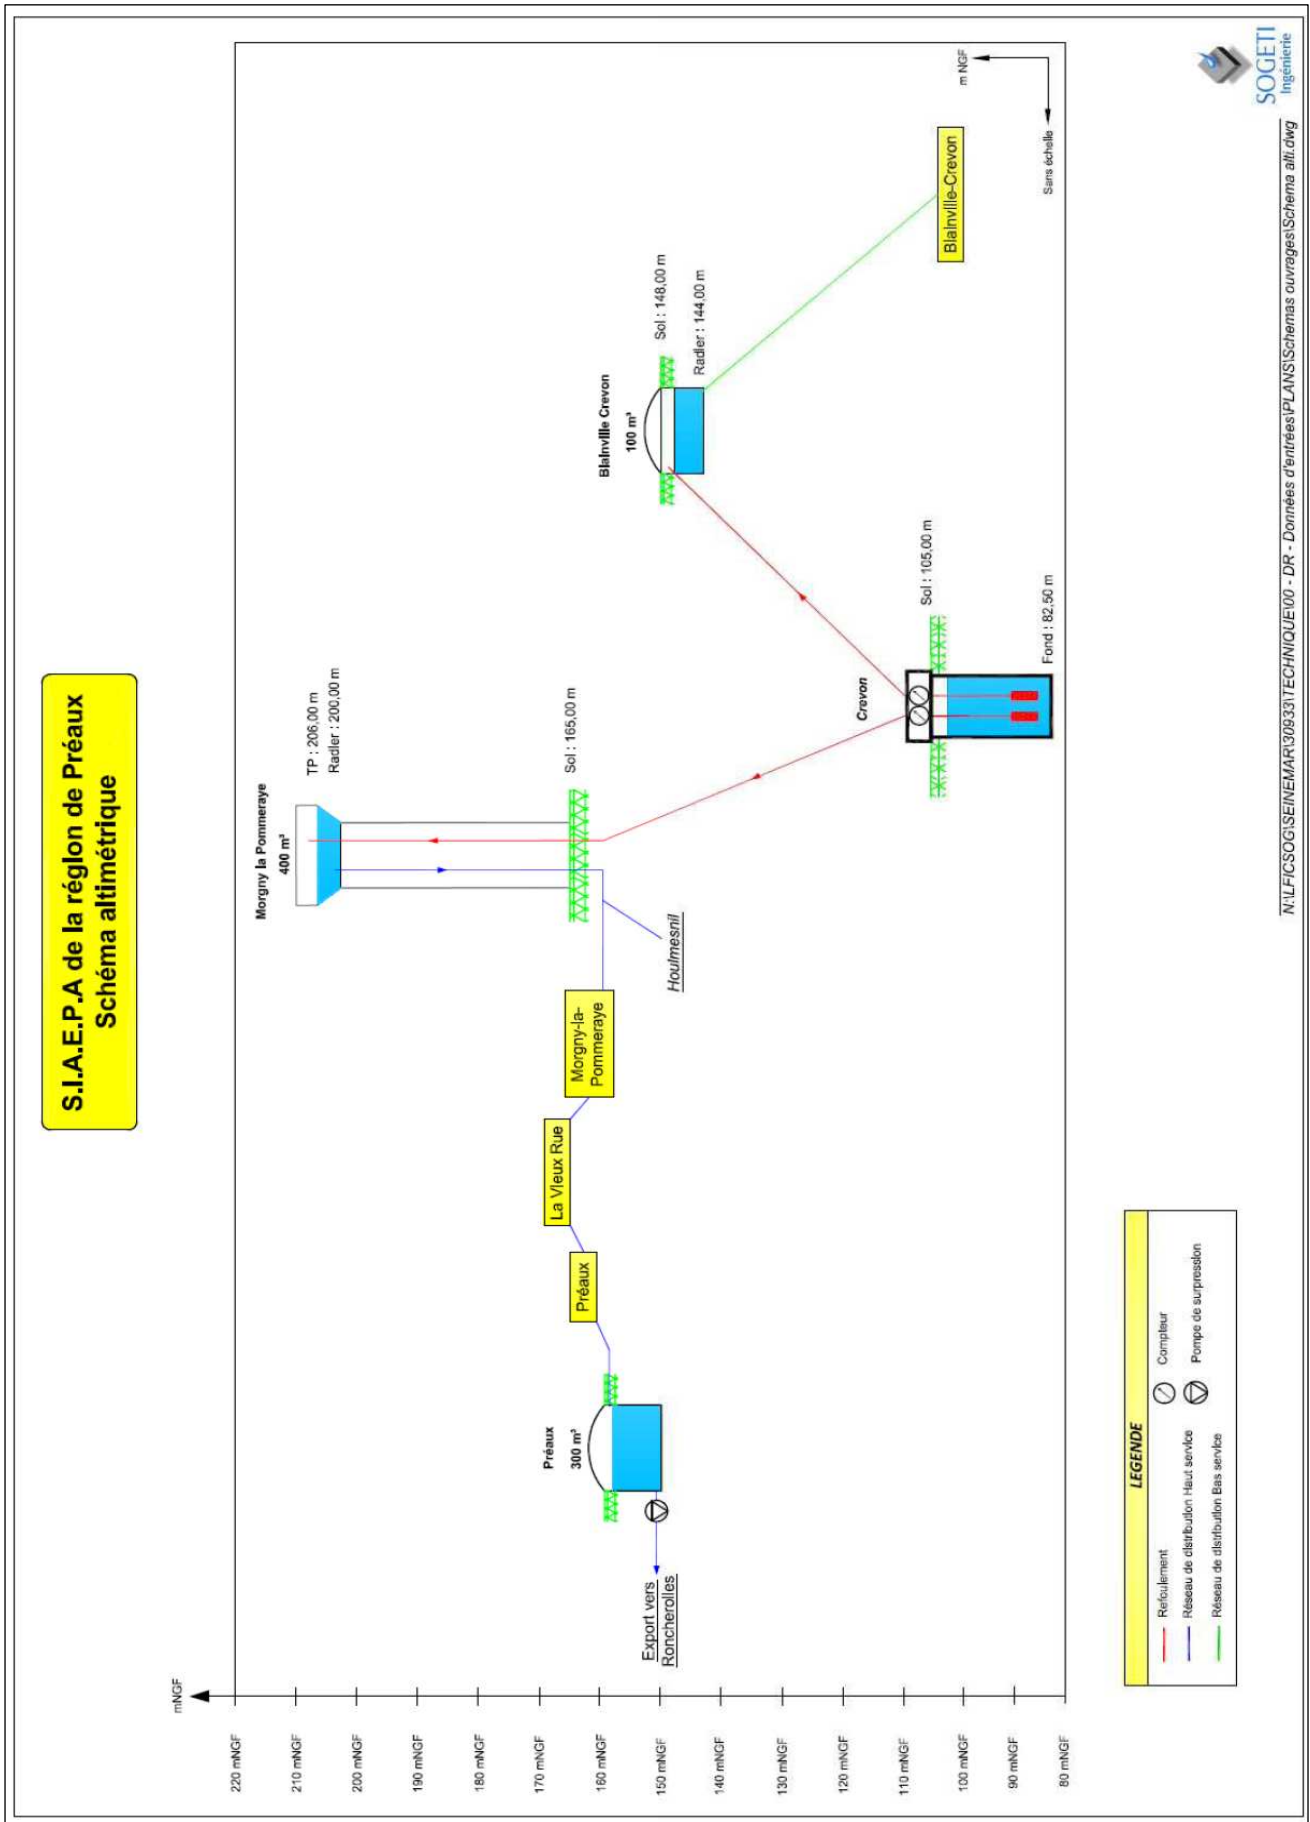 S.I.A.E.P.A de la région de Préaux
Schéma altimétrique
mNGF
220 mNGF
210 mNGF
200 mNGF
190 mNGF
180 mNGF
170 mNGF
160 mNGF
150 mNGF
140 mNGF
130 mNGF
120 mNGF
110 mNGF
100 mNGF
90 mNGF
80 mNGF
Export vers
Roncherolles
Préaux
300 m³
Préaux
La Vieux Rue
Morgny-la-
Pommeraye
Houlmesnil
Morgny la Pommeraye
400 m³
TP : 206,00 m
Radier : 200,00 m
Sol : 165,00 m
Crevon
Sol : 105,00 m
Fond : 82,50 m
Blainville Crevon
100 m³
Sol : 148,00 m
Radier : 144,00 m
Blainville-Crevon
m NGF
Sans échelle
LEGENDE
Refoulement
Réseau de distribution Haut service
Réseau de distribution Bas service
Compteur
Pompe de surpression
SOGETI
Ingénierie
N:\LFICSOG\SEINEMAR\30933\TECHNIQUE\00 - DR - Données d'entrées\PLANS\Schemas ouvrages\Schema alti.dwg